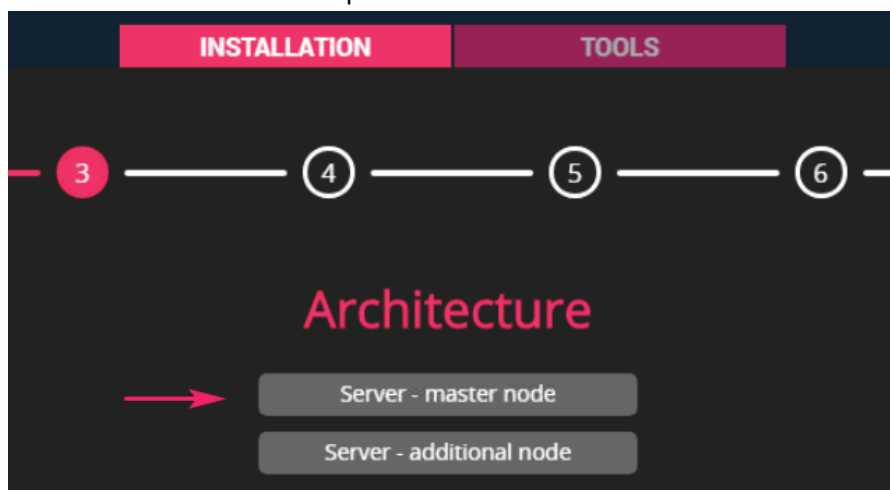 INSTALLATION TOOLS
3 4 5 6
Architecture
Server - master node
Server - additional node